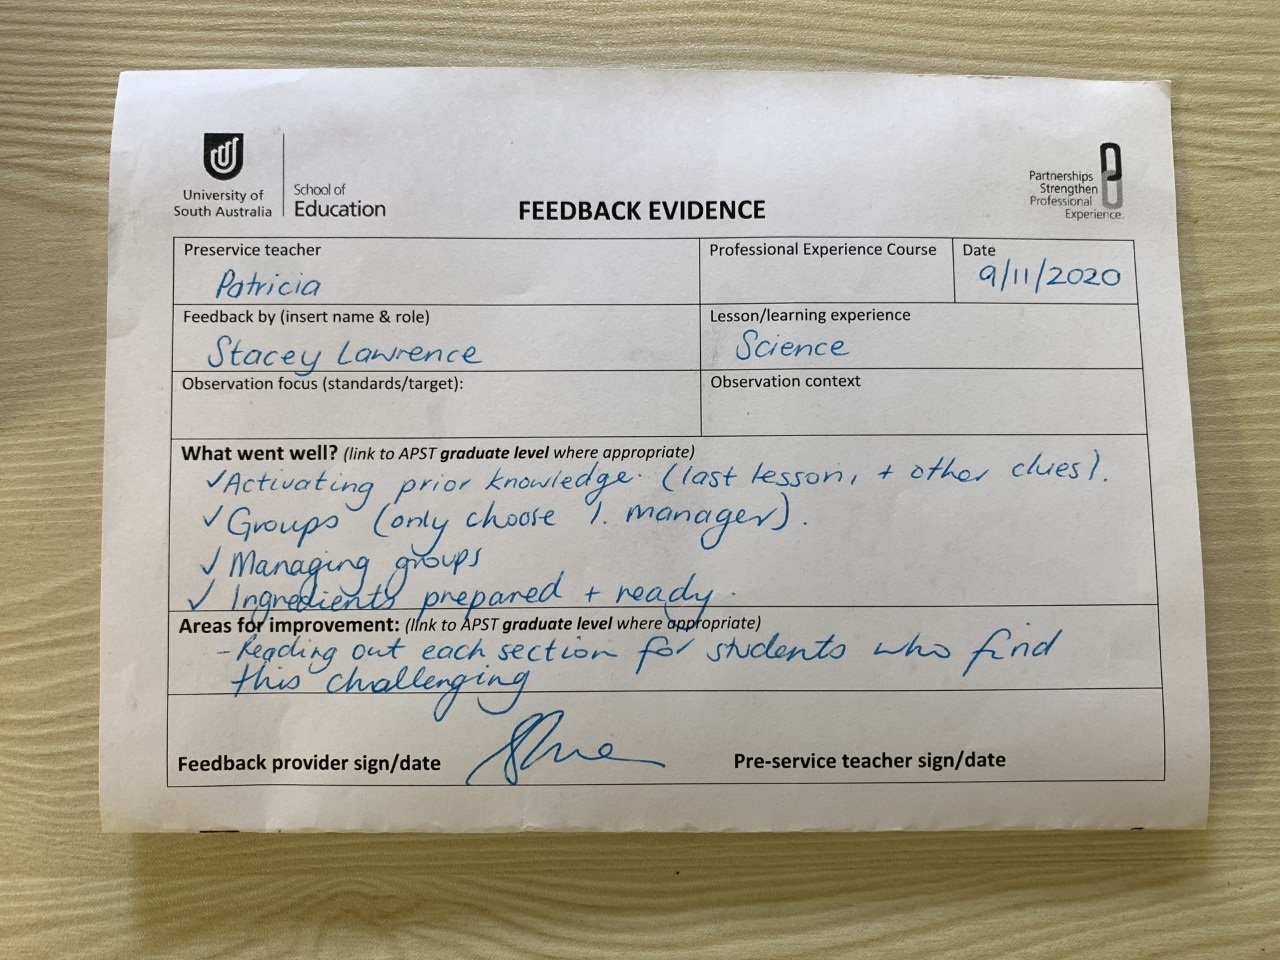 University of
South Australia
School of
Education
FEEDBACK EVIDENCE
Partnerships
Strengthen
Professional
Experience.
Preservice teacher
Patricia
Professional Experience Course
Date
9/11/2020
Feedback by (insert name & role)
Stacey Lawrence
Lesson/learning experience
Science
Observation focus (standards/target):
Observation context
What went well? (link to APST graduate level where appropriate)
✓Activating prior knowledge. (last lesson, + other clues).
✓ Groups (only choose 1. manager).
✓ Managing groups
✓ Ingredients prepared + ready.
Areas for improvement: (link to APST graduate level where appropriate)
- Reading out each section for students who find
this challenging
Feedback provider sign/date
Pre-service teacher sign/date